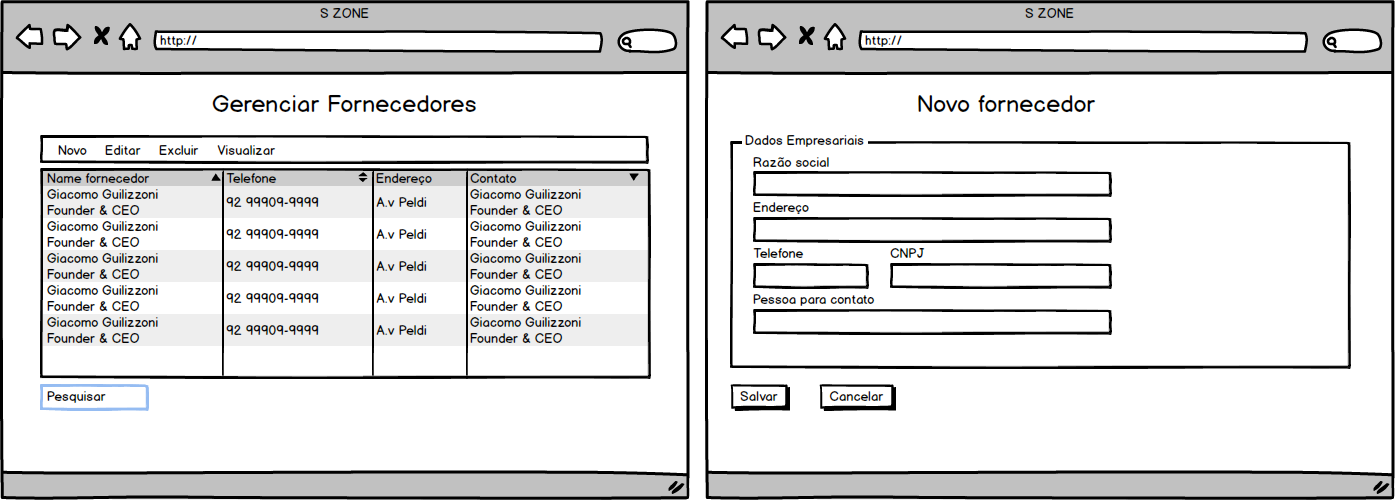 S ZONE
http://
Gerenciar Fornecedores
Novo Editar Excluir Visualizar
Name fornecedor Telefone Endereço Contato
Giacomo Guilizzoni
Founder & CEO 92 99909-9999 A.v Peldi Giacomo Guilizzoni
Founder & CEO
Giacomo Guilizzoni
Founder & CEO 92 99909-9999 A.v Peldi Giacomo Guilizzoni
Founder & CEO
Giacomo Guilizzoni
Founder & CEO 92 99909-9999 A.v Peldi Giacomo Guilizzoni
Founder & CEO
Giacomo Guilizzoni
Founder & CEO 92 99909-9999 A.v Peldi Giacomo Guilizzoni
Founder & CEO
Giacomo Guilizzoni
Founder & CEO 92 99909-9999 A.v Peldi Giacomo Guilizzoni
Founder & CEO
Pesquisar
S ZONE
http://
Novo fornecedor
Dados Empresariais
Razão social
Endereço
Telefone CNPJ
Pessoa para contato
Salvar Cancelar